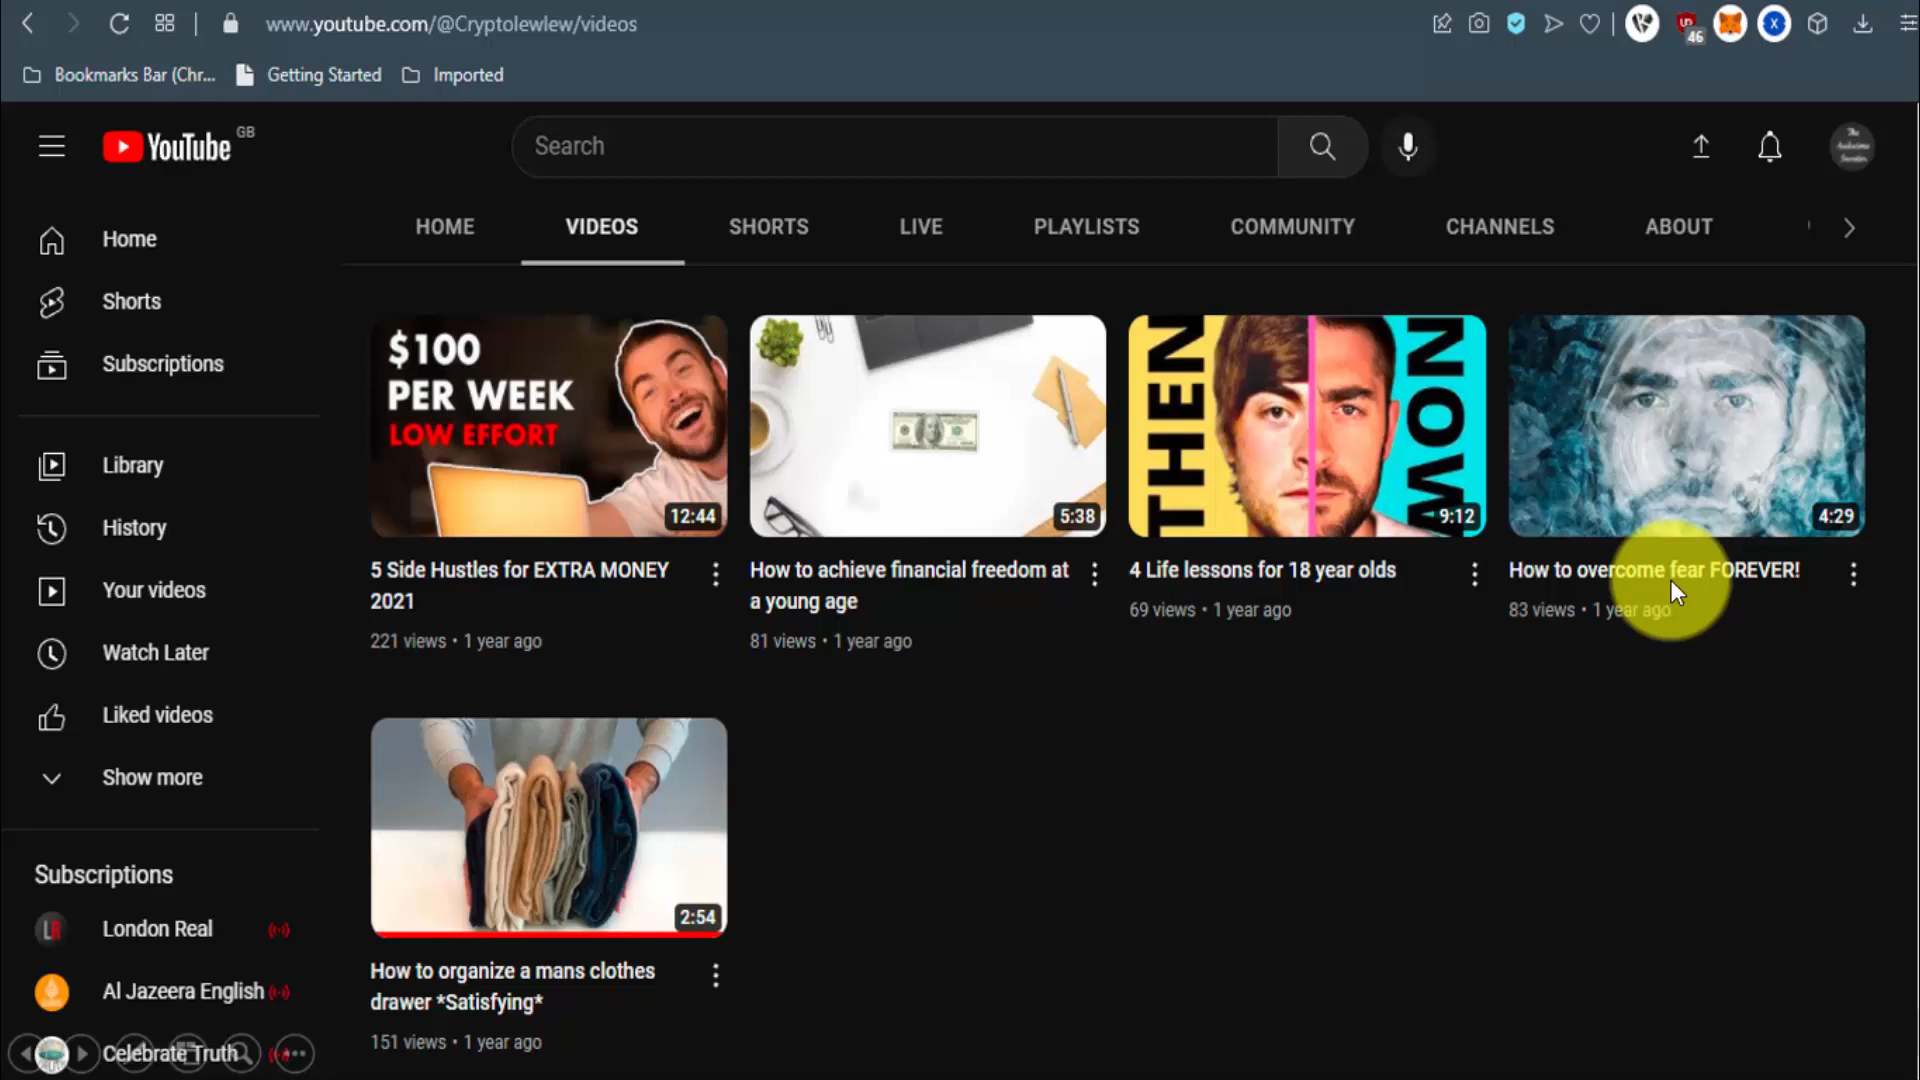 www.youtube.com/@Cryptolewlew/videos
46
Bookmarks Bar (Chr...
Getting Started
Imported
YouTube GB
Search
HOME
VIDEOS
SHORTS
LIVE
PLAYLISTS
COMMUNITY
CHANNELS
ABOUT
Home
Shorts
Subscriptions
Library
History
Your videos
Watch Later
Liked videos
Show more
Subscriptions
London Real
Al Jazeera English
Celebrate Truth
$100
PER WEEK
LOW EFFORT
12:44
5 Side Hustles for EXTRA MONEY
2021
221 views • 1 year ago
5:38
How to achieve financial freedom at
a young age
81 views • 1 year ago
THEN
NOW
9:12
4 Life lessons for 18 year olds
69 views • 1 year ago
4:29
How to overcome fear FOREVER!
83 views • 1 year ago
2:54
How to organize a mans clothes
drawer *Satisfying*
151 views • 1 year ago